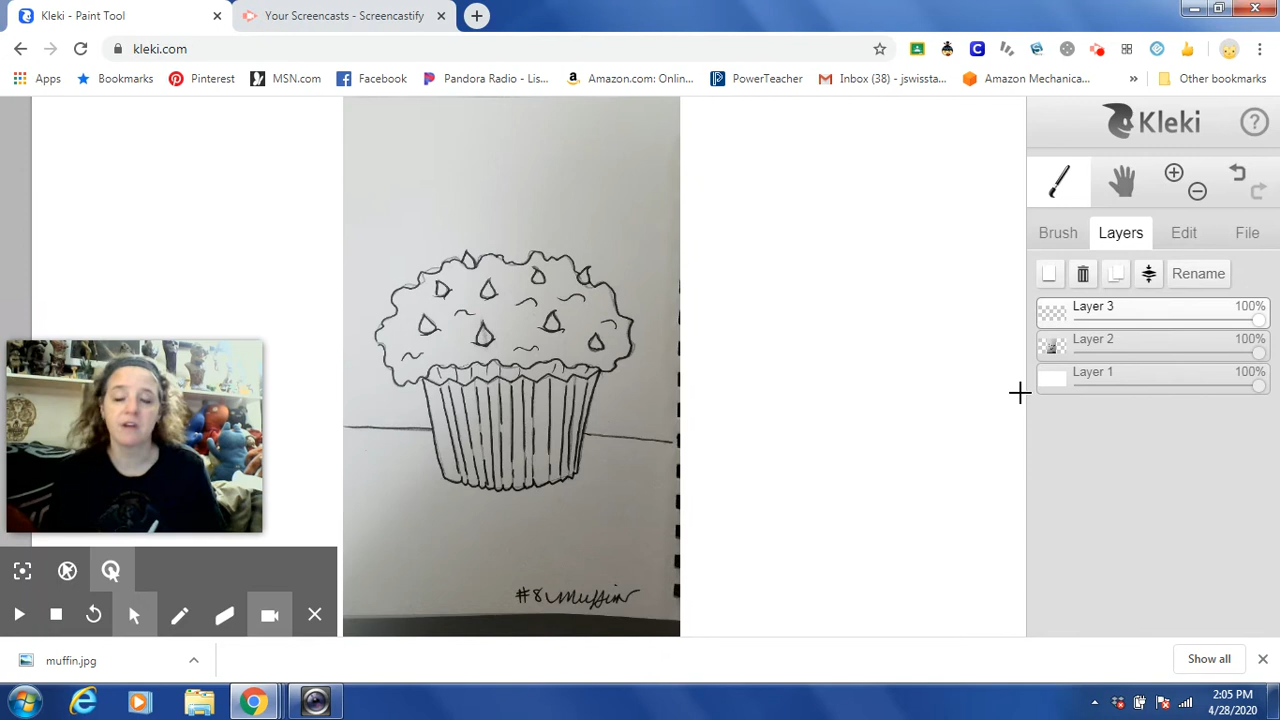 Kleki - Paint Tool
Your Screencasts - Screencastify
kleki.com
Apps
Bookmarks
Pinterest
MSN.com
Facebook
Pandora Radio - Lis...
Amazon.com: Onlin...
PowerTeacher
Inbox (38) - jswissta...
Amazon Mechanica...
»
Other bookmarks
Kleki
?
Brush
Layers
Edit
File
Rename
Layer 3
100%
Layer 2
100%
Layer 1
100%
#8 Muffin
muffin.jpg
Show all
2:05 PM
4/28/2020